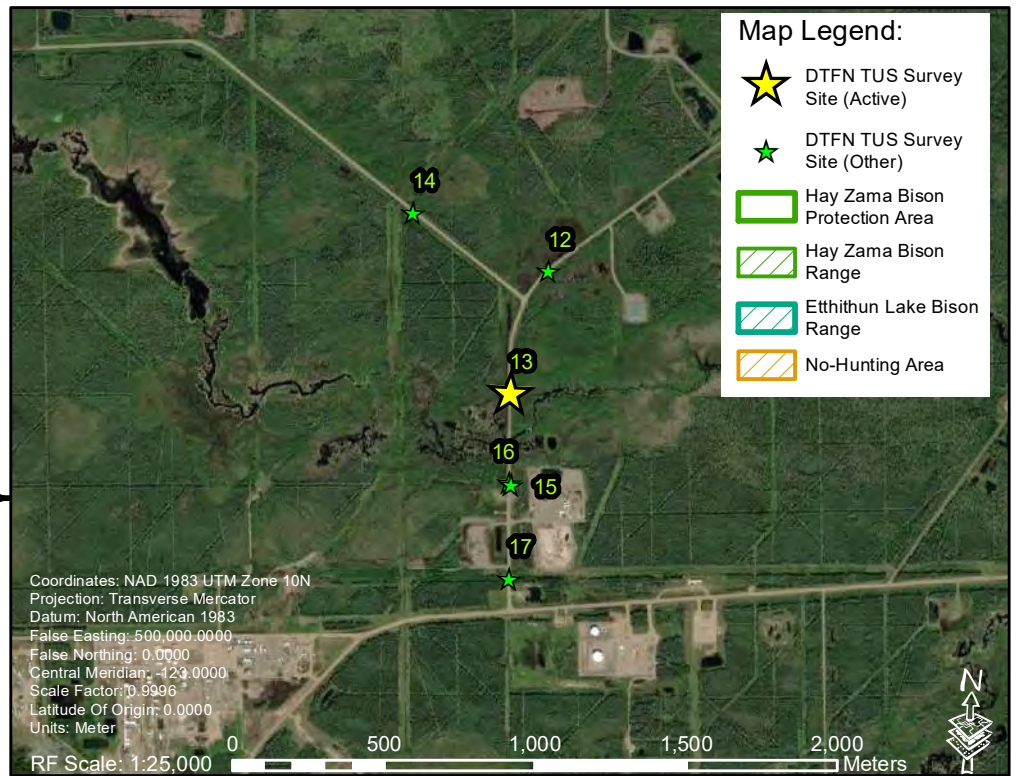 Map Legend:
DTFN TUS Survey
Site (Active)
DTFN TUS Survey
Site (Other)
Hay Zama Bison
Protection Area
Hay Zama Bison
Range
Etthithun Lake Bison
Range
No-Hunting Area
14
12
13
16
15
17
Coordinates: NAD 1983 UTM Zone 10N
Projection: Transverse Mercator
Datum: North American 1983
False Easting: 500,000.0000
False Northing: 0.0000
Central Meridian: -123.0000
Scale Factor: 0.9996
Latitude Of Origin: 0.0000
Units: Meter
RF Scale: 1:25,000
0 500 1,000 1,500 2,000
Meters
N